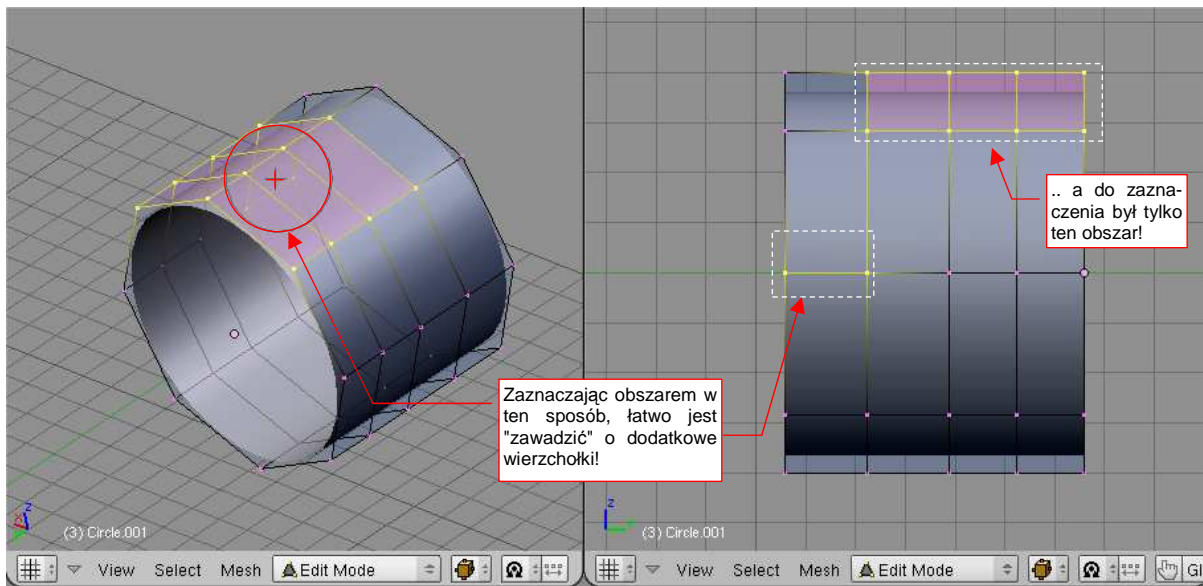 .. a do zazna-
czenia był tylko
ten obszar!
Zaznaczając obszarem w
ten sposób, łatwo jest
"zawadzić" o dodatkowe
wierzchołki!
z
x
(3) Circle.001
z
(3) Circle.001
View Select Mesh Edit Mode
View Select Mesh Edit Mode Gl